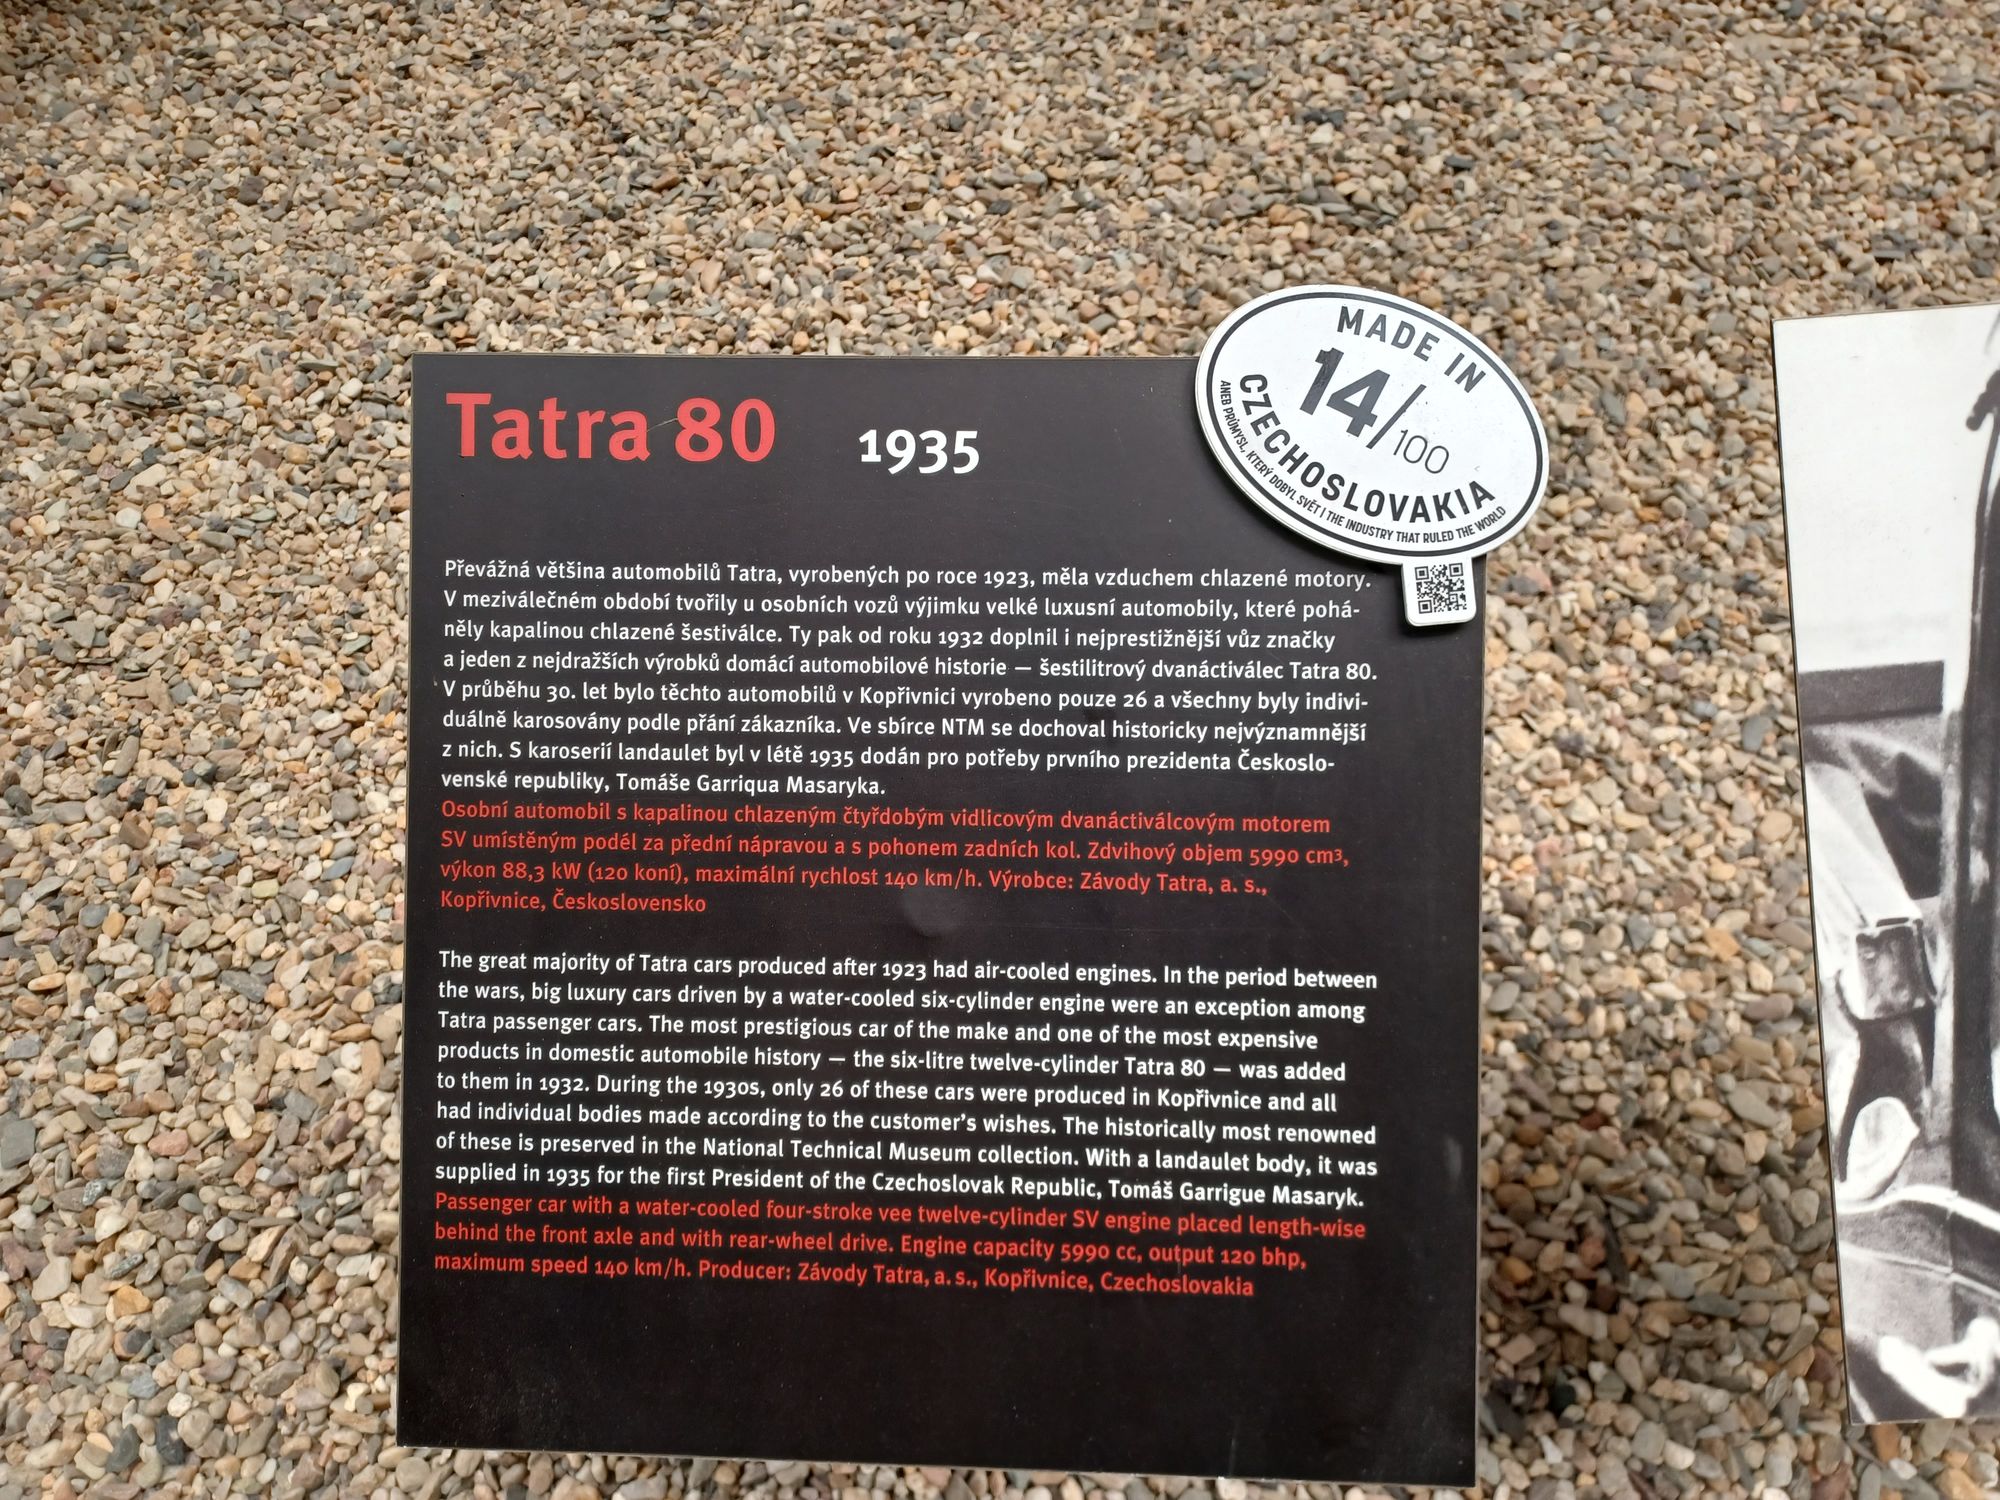 Tatra 80 1935
MADE IN
14/100
CZECHOSLOVAKIA
ANEB PRŮMYSL, KTERÝ DOBYL SVĚT | THE INDUSTRY THAT RULED THE WORLD
Převážná většina automobilů Tatra, vyrobených po roce 1923, měla vzduchem chlazené motory.
V meziválečném období tvořily u osobních vozů výjimku velké luxusní automobily, které pohá-
něly kapalinou chlazené šestiválce. Ty pak od roku 1932 doplnil i nejprestižnější vůz značky
a jeden z nejdražších výrobků domácí automobilové historie — šestilitrový dvanáctiválec Tatra 80.
V průběhu 30. let bylo těchto automobilů v Kopřivnici vyrobeno pouze 26 a všechny byly indivi-
duálně karosovány podle přání zákazníka. Ve sbírce NTM se dochoval historicky nejvýznamnější
z nich. S karoserií landaulet byl v létě 1935 dodán pro potřeby prvního prezidenta Českoslo-
venské republiky, Tomáše Garriqua Masaryka.
Osobní automobil s kapalinou chlazeným čtyřdobým vidlicovým dvanáctiválcovým motorem
SV umístěným podél za přední nápravou a s pohonem zadních kol. Zdvihový objem 5990 cm³,
výkon 88,3 kW (120 koní), maximální rychlost 140 km/h. Výrobce: Závody Tatra, a. s.,
Kopřivnice, Československo
The great majority of Tatra cars produced after 1923 had air-cooled engines. In the period between
the wars, big luxury cars driven by a water-cooled six-cylinder engine were an exception among
Tatra passenger cars. The most prestigious car of the make and one of the most expensive
products in domestic automobile history — the six-litre twelve-cylinder Tatra 80 — was added
to them in 1932. During the 1930s, only 26 of these cars were produced in Kopřivnice and all
had individual bodies made according to the customer's wishes. The historically most renowned
of these is preserved in the National Technical Museum collection. With a landaulet body, it was
supplied in 1935 for the first President of the Czechoslovak Republic, Tomáš Garrigue Masaryk.
Passenger car with a water-cooled four-stroke vee twelve-cylinder SV engine placed length-wise
behind the front axle and with rear-wheel drive. Engine capacity 5990 cc, output 120 bhp,
maximum speed 140 km/h. Producer: Závody Tatra, a. s., Kopřivnice, Czechoslovakia